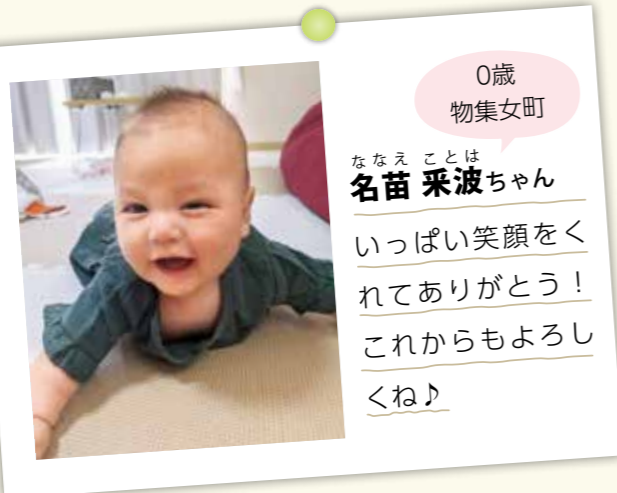 0歳
物集女町
ななえ ことは
名苗 采波ちゃん
いっぱい笑顔をく
れてありがとう！
これからもよろし
くね♪